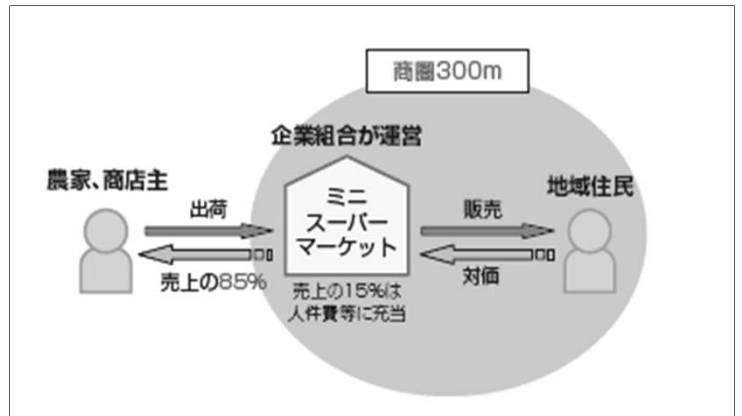 商圏300m
企業組合が運営
農家、商店主
地域住民
ミニ
スーパー
マーケット
出荷
販売
売上の85%
対価
売上の15%は
人件費等に充当